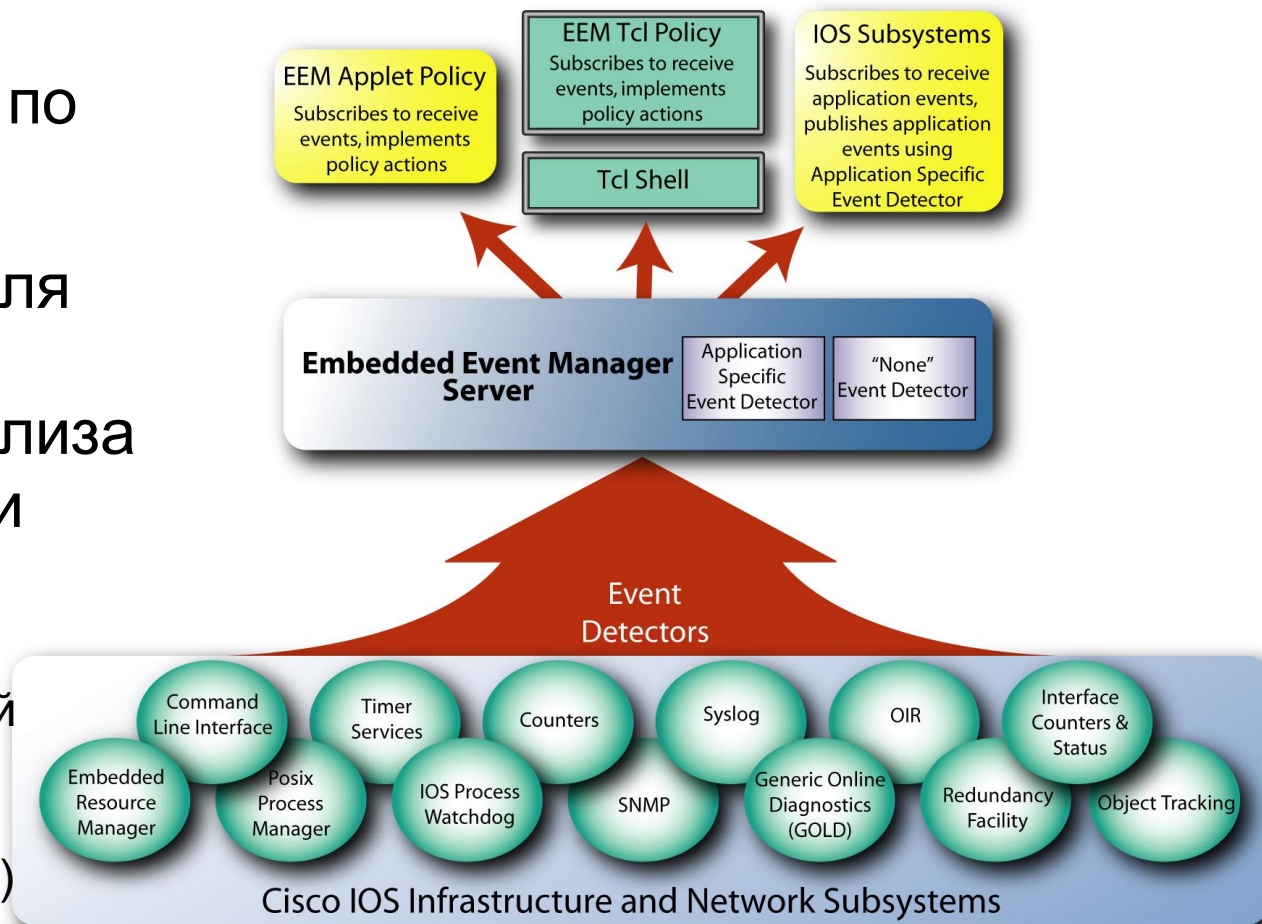 по
ля
лиза
и
й
)
EEM Applet Policy
Subscribes to receive
events, implements
policy actions
EEM Tcl Policy
Subscribes to receive
events, implements
policy actions
Tcl Shell
IOS Subsystems
Subscribes to receive
application events,
publishes application
events using
Application Specific
Event Detector
Embedded Event Manager
Server
Application
Specific
Event Detector
“None”
Event Detector
Event
Detectors
Command
Line Interface
Timer
Services
Counters
Syslog
OIR
Interface
Counters &
Status
Embedded
Resource
Manager
Posix
Process
Manager
IOS Process
Watchdog
SNMP
Generic Online
Diagnostics
(GOLD)
Redundancy
Facility
Object Tracking
Cisco IOS Infrastructure and Network Subsystems